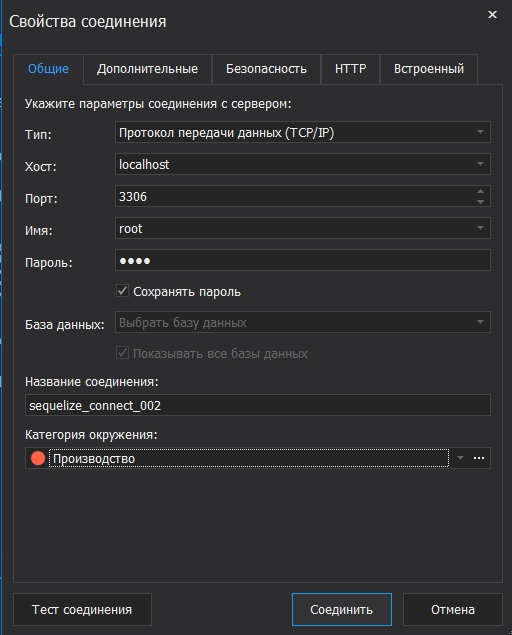 Свойства соединения
Общие Дополнительные Безопасность HTTP Встроенный
Укажите параметры соединения с сервером:
Тип: Протокол передачи данных (TCP/IP)
Хост: localhost
Порт: 3306
Имя: root
Пароль: ●●●●
Сохранять пароль
База данных: Выбрать базу данных
Показывать все базы данных
Название соединения:
sequelize_connect_002
Категория окружения:
Производство
Тест соединения Соединить Отмена